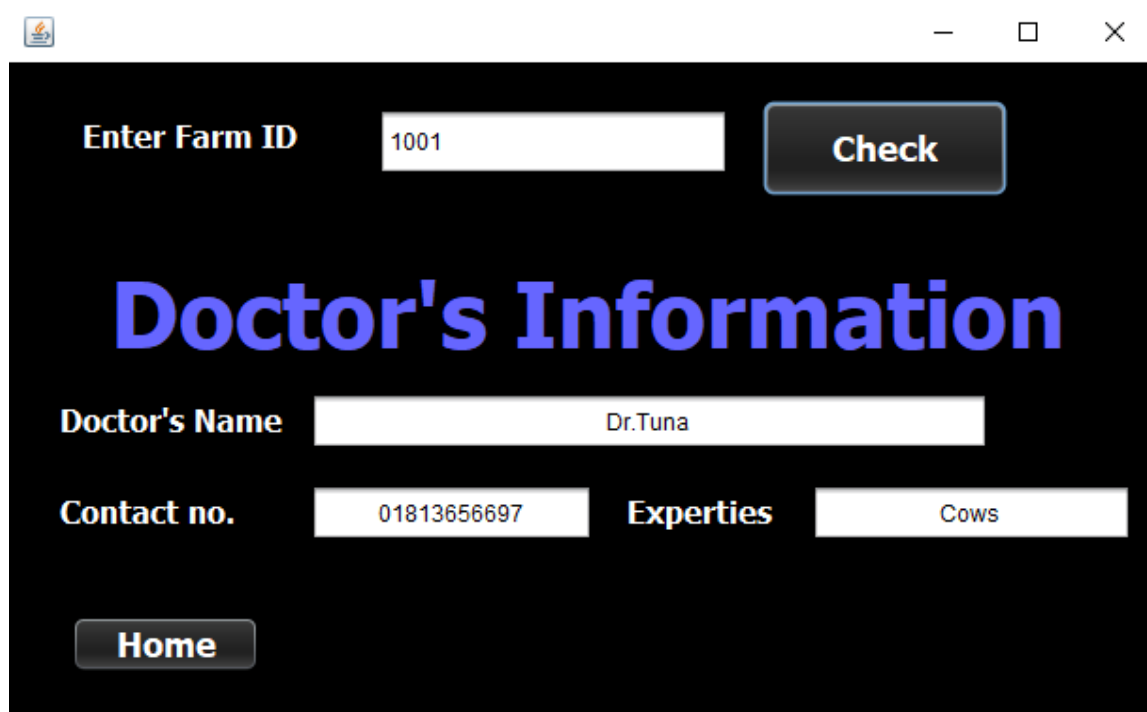 Enter Farm ID 1001 Check
Doctor's Information
Doctor's Name Dr.Tuna
Contact no. 01813656697 Experties Cows
Home